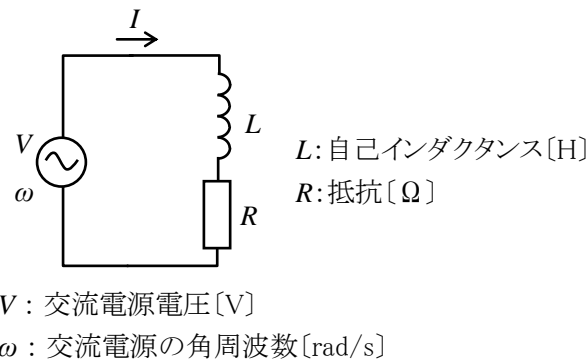 I
V
ω
L
R
L:自己インダクタンス〔H〕
R:抵抗〔Ω〕
V：交流電源電圧〔V〕
ω：交流電源の角周波数〔rad/s〕